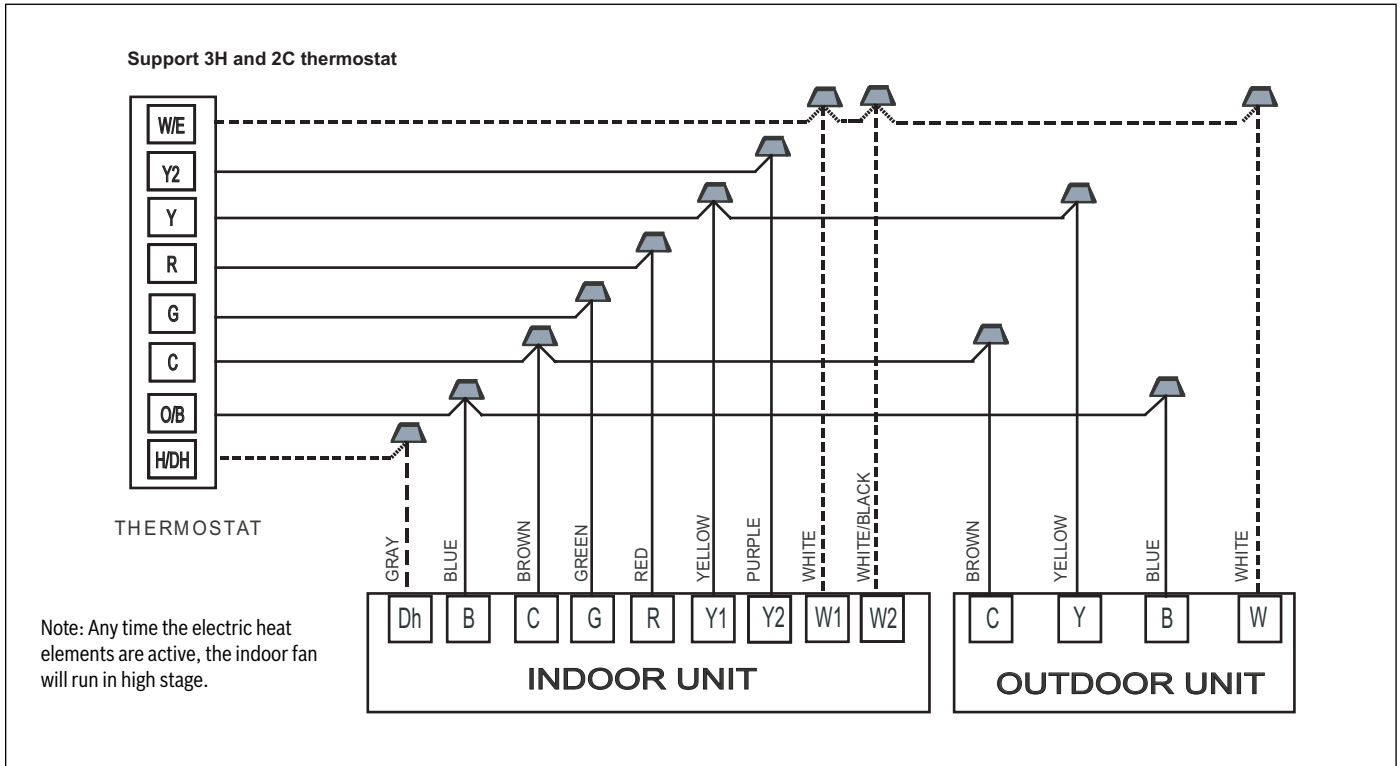 Support 3H and 2C thermostat
W/E
Y2
Y
R
G
C
O/B
H/DH
THERMOSTAT
GRAY
BLUE
BROWN
GREEN
RED
YELLOW
PURPLE
WHITE
WHITE/BLACK
BROWN
YELLOW
BLUE
WHITE
Dh B C G R Y1 Y2 W1 W2
INDOOR UNIT
C Y B W
OUTDOOR UNIT
Note: Any time the electric heat
elements are active, the indoor fan
will run in high stage.